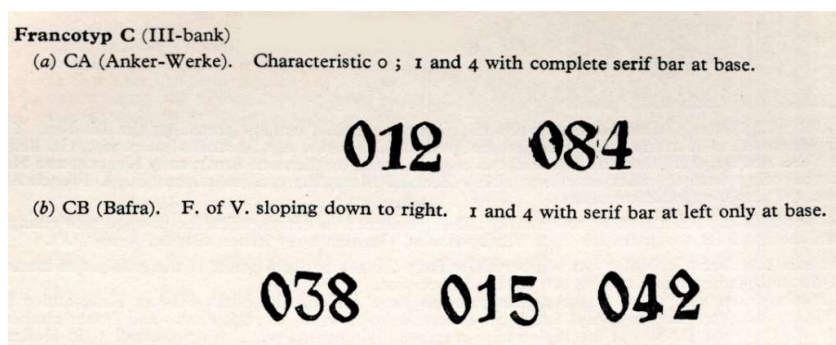 Francotyp C (III-bank)
(a) CA (Anker-Werke). Characteristic 0 ; 1 and 4 with complete serif bar at base.
012 084
(b) CB (Bafra). F. of V. sloping down to right. 1 and 4 with serif bar at left only at base.
038 015 042